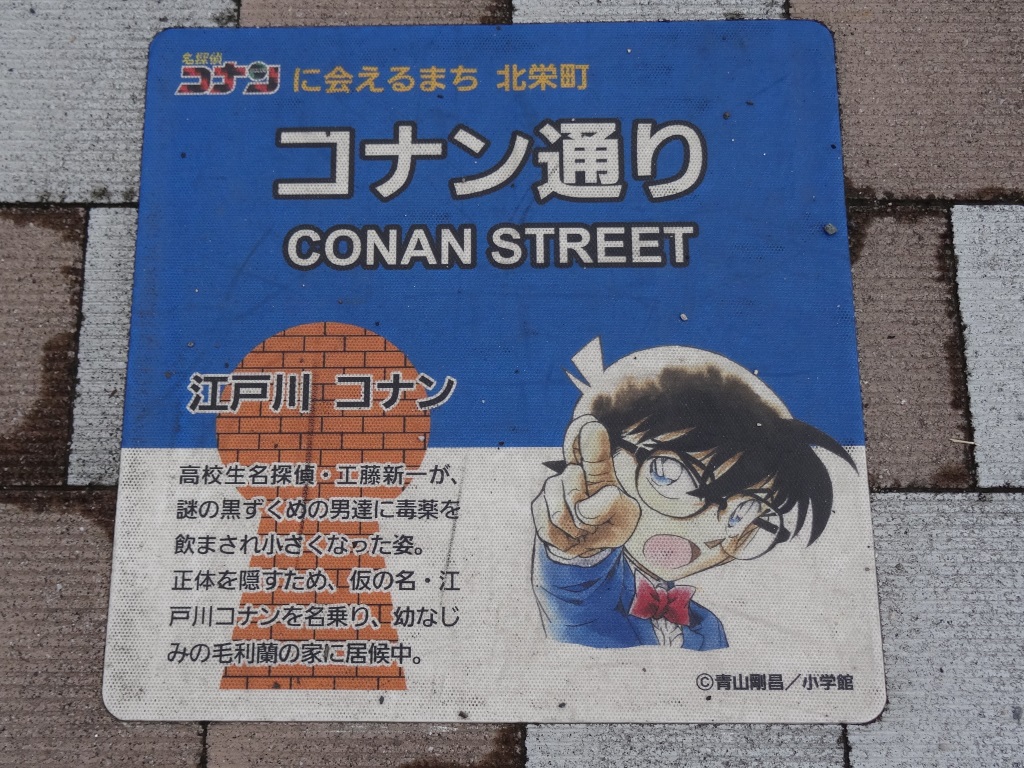 名探偵
コナン に会えるまち 北栄町
コナン通り
CONAN STREET
江戸川 コナン
高校生名探偵・工藤新一が、
謎の黒ずくめの男達に毒薬を
飲まされ小さくなった姿。
正体を隠すため、仮の名・江
戸川コナンを名乗り、幼なじ
みの毛利蘭の家に居候中。
©青山剛昌／小学館